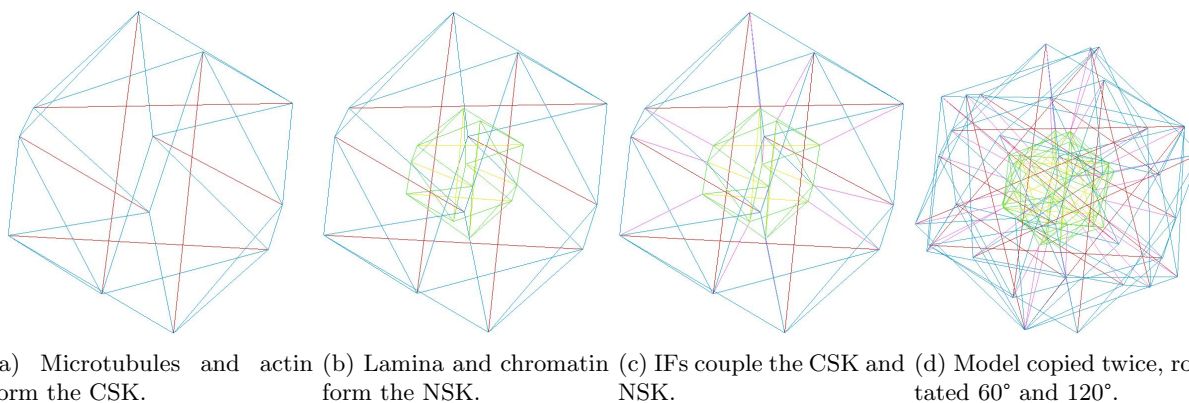 a) Microtubules and actin
orm the CSK.
(b) Lamina and chromatin
form the NSK.
(c) IFs couple the CSK and
NSK.
(d) Model copied twice, ro-
tated 60° and 120°.